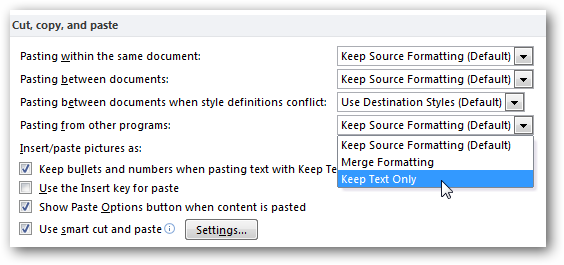 Cut, copy, and paste
Pasting within the same document: Keep Source Formatting (Default)
Pasting between documents: Keep Source Formatting (Default)
Pasting between documents when style definitions conflict: Use Destination Styles (Default)
Pasting from other programs: Keep Source Formatting (Default)
Insert/paste pictures as: Keep Source Formatting (Default)
Merge Formatting
Keep bullets and numbers when pasting text with Keep Te
Keep Text Only
Use the Insert key for paste
Show Paste Options button when content is pasted
Use smart cut and paste Settings...